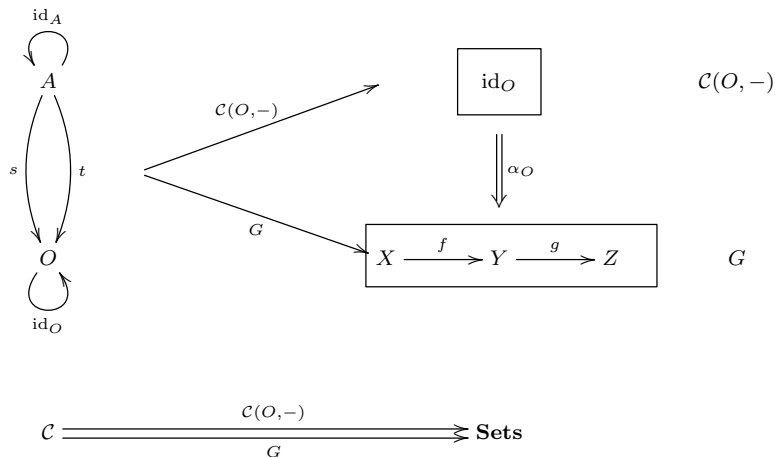 id_A
A
id_O
𝒞(O,−)
𝒞(O,−)
s
t
α_O
G
X
f
Y
g
Z
G
O
id_O
𝒞(O,−)
𝒞
Sets
G